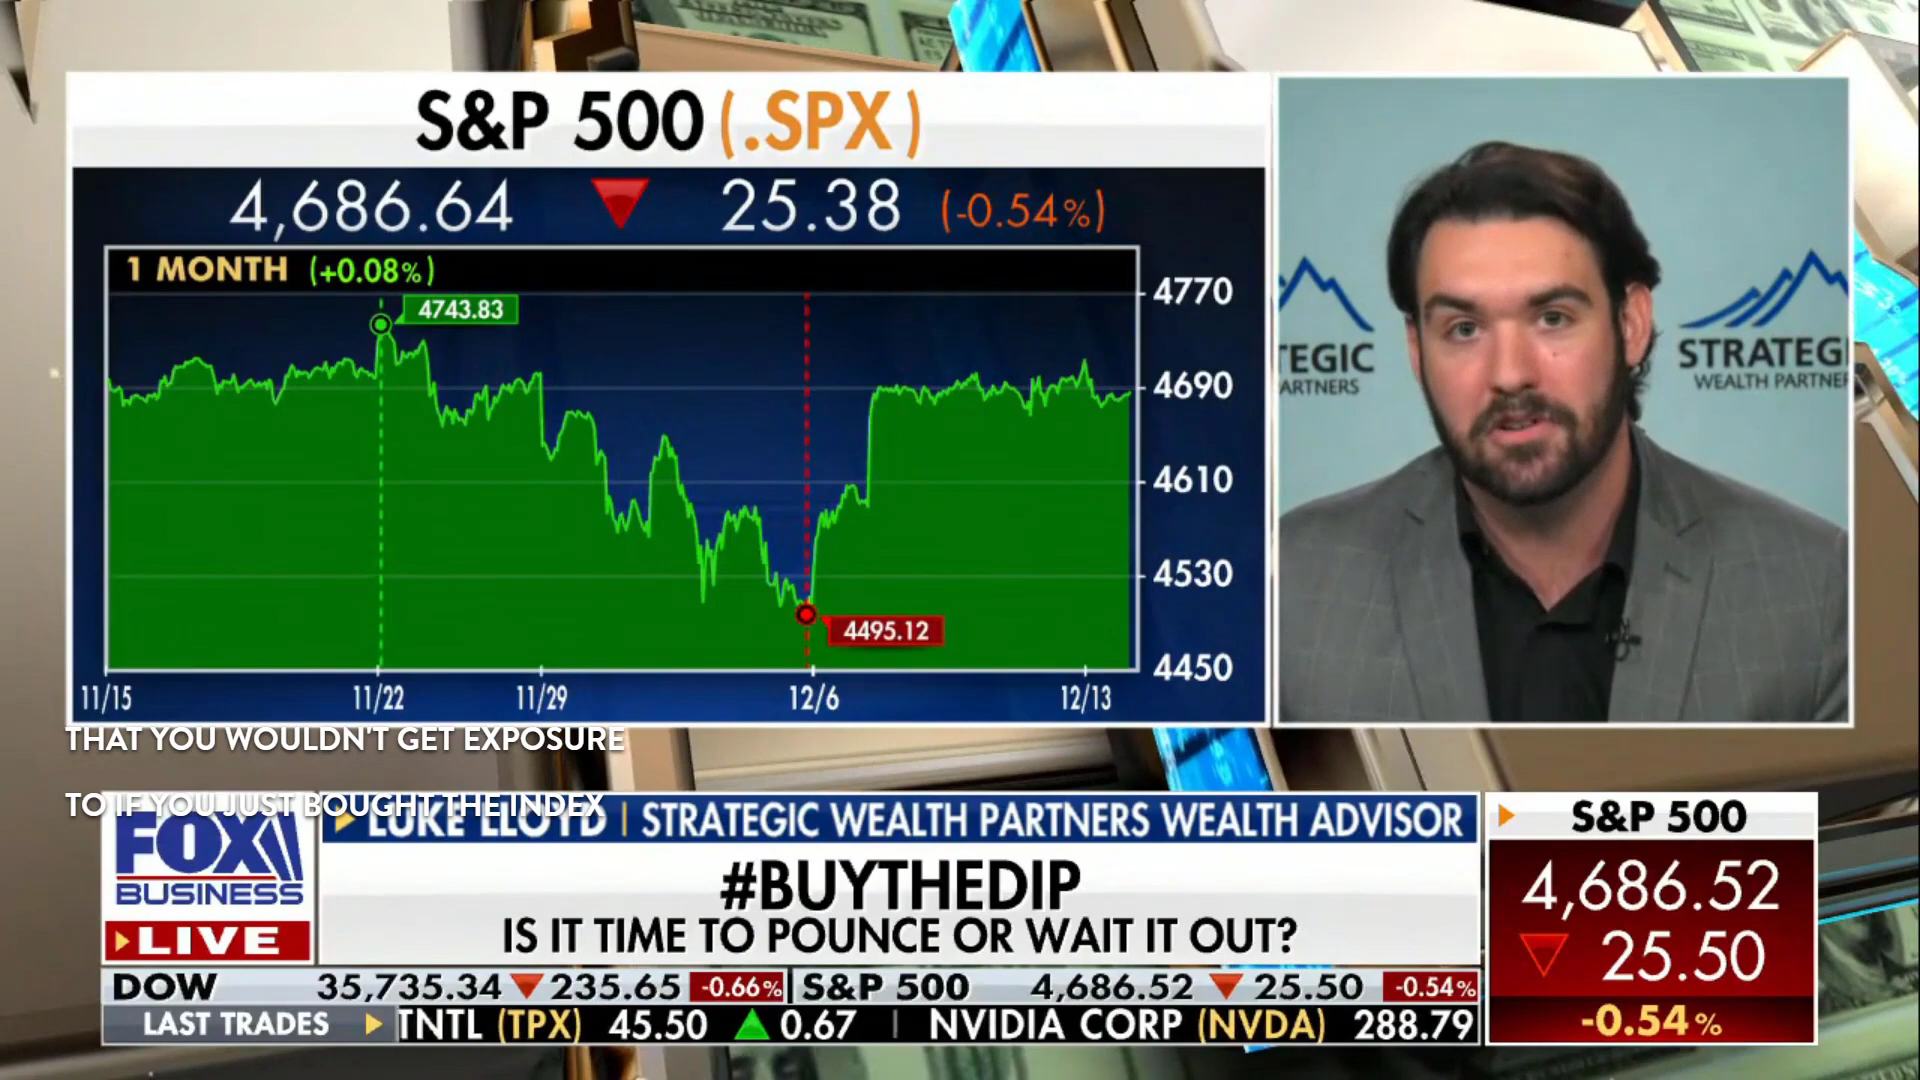 S&P 500 (.SPX)
4,686.64 ▼ 25.38 (-0.54%)
1 MONTH (+0.08%)
4743.83
4495.12
4770
4690
4610
4530
4450
11/15 11/22 11/29 12/6 12/13
TEGIC
ARTNERS
STRATEG
WEALTH PARTNER
THAT YOU WOULDN'T GET EXPOSURE
TO IF YOU JUST BOUGHT THE INDEX
FOX
BUSINESS
LIVE
LUKE LLOYD | STRATEGIC WEALTH PARTNERS WEALTH ADVISOR
#BUYTHEDIP
IS IT TIME TO POUNCE OR WAIT IT OUT?
S&P 500
4,686.52
▼ 25.50
-0.54%
DOW 35,735.34 ▼ 235.65 -0.66% | S&P 500 4,686.52 ▼ 25.50 -0.54%
LAST TRADES TNTL (TPX) 45.50 ▲ 0.67 | NVIDIA CORP (NVDA) 288.79